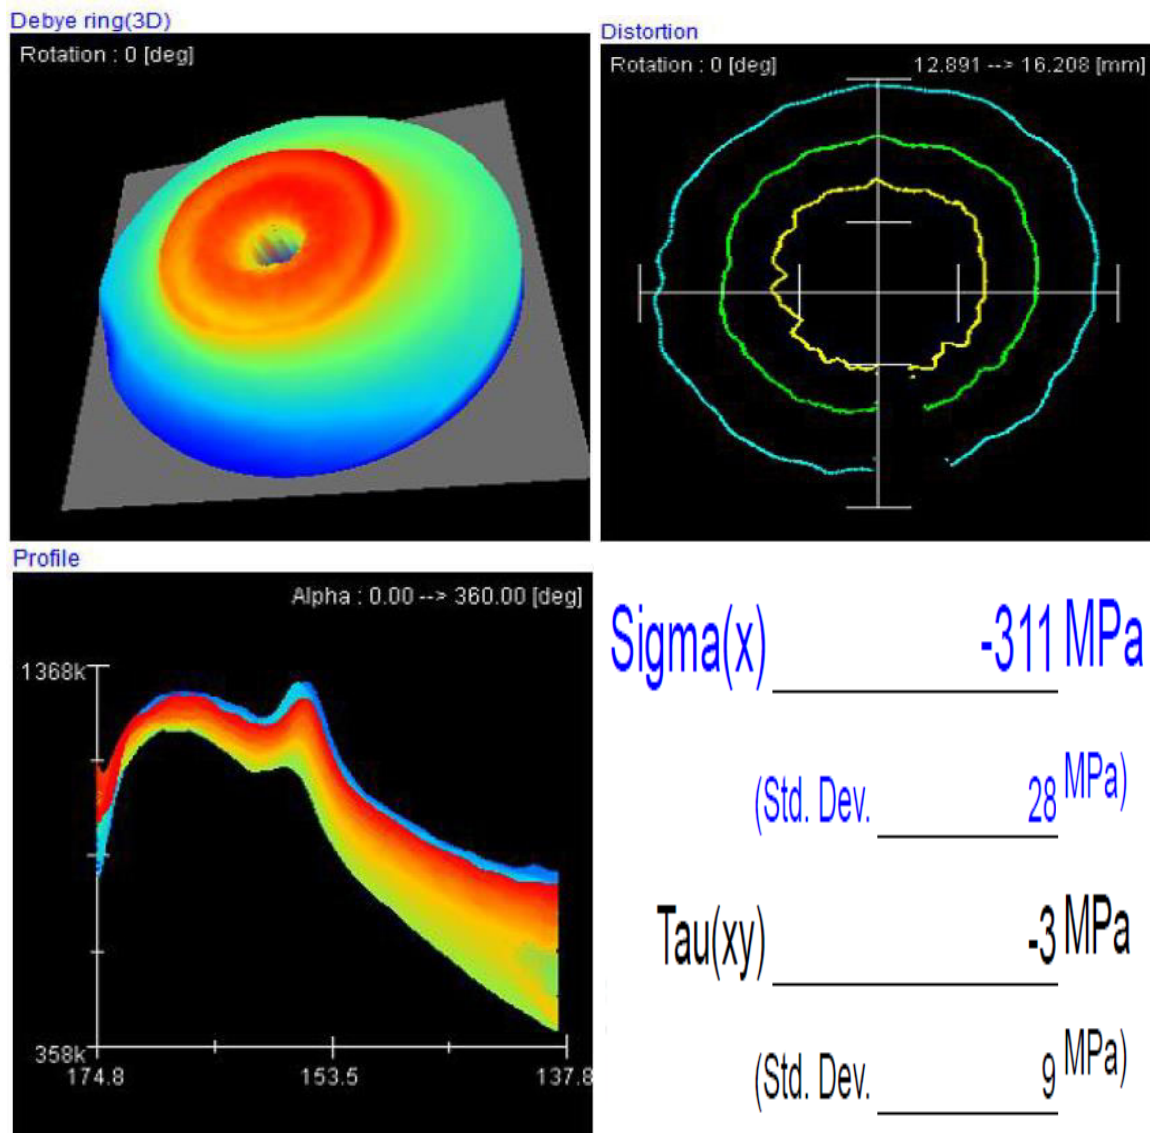 Debye ring(3D)
Rotation : 0 [deg]
Distortion
Rotation : 0 [deg] 12.891 --> 16.208 [mm]
Profile
Alpha : 0.00 --> 360.00 [deg]
1368k
358k
174.8 153.5 137.8
Sigma(x) -311 MPa
(Std. Dev. 28 MPa)
Tau(xy) -3 MPa
(Std. Dev. 9 MPa)